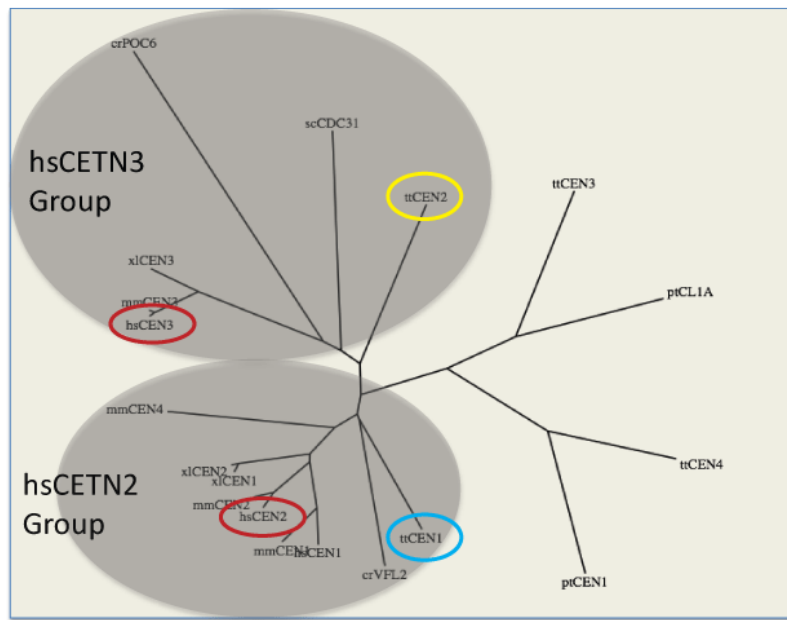 crPOC6
scCDC31
hsCETN3
Group
ttCEN2
ttCEN3
xlCEN3
mmCEN3
hsCEN3
ptCL1A
mmCEN4
xlCEN2
xlCEN1
ttCEN4
hsCETN2
Group
mmCEN2
hsCEN2
mmCEN1
hsCEN1
ttCEN1
crVFL2
ptCEN1